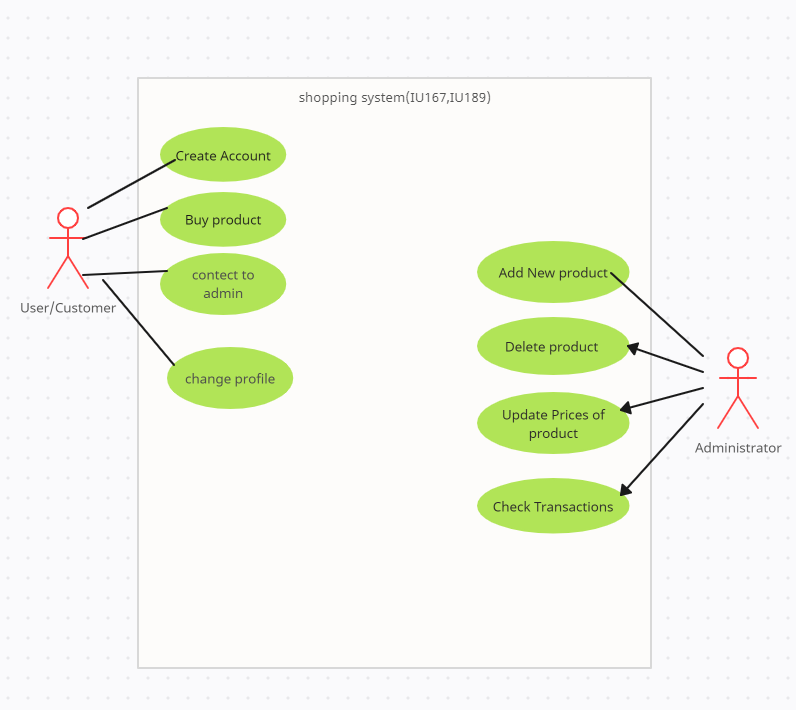 shopping system(IU167,IU189)
Create Account
Buy product
contect to
admin
change profile
User/Customer
Add New product
Delete product
Update Prices of
product
Check Transactions
Administrator